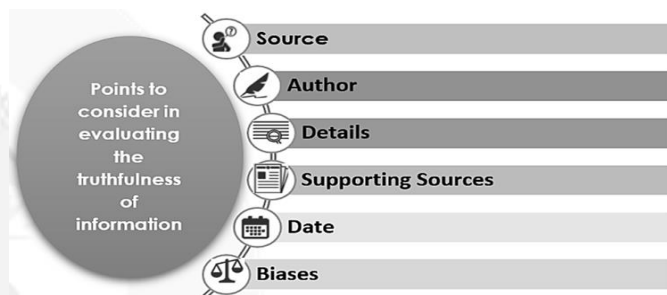 Points to
consider in
evaluating
the
truthfulness
of
information
Source
Author
Details
Supporting Sources
Date
Biases